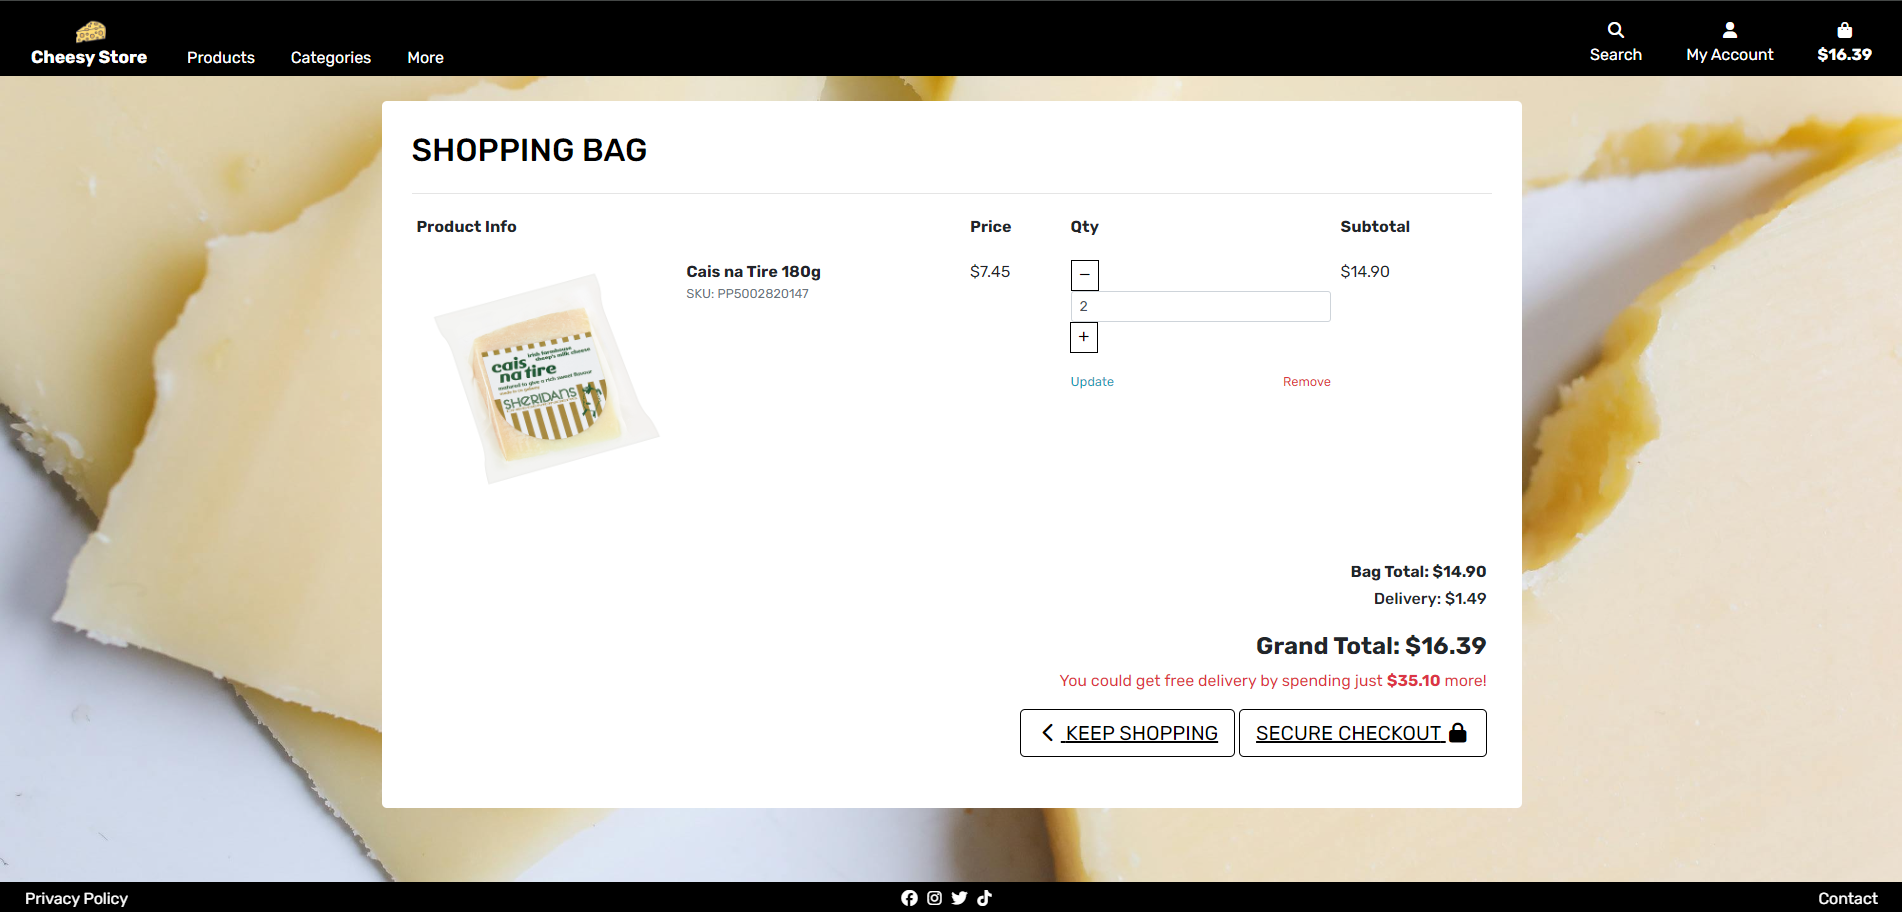 Cheesy Store
Products
Categories
More
Search
My Account
$16.39
SHOPPING BAG
Product Info
Price
Qty
Subtotal
cais
na tire
irish farmhouse
sheep's milk cheese
matured to give a rich sweet flavour
SHERIDANS
Cais na Tire 180g
SKU: PP5002820147
$7.45
−
2
+
Update
Remove
$14.90
Bag Total: $14.90
Delivery: $1.49
Grand Total: $16.39
You could get free delivery by spending just $35.10 more!
KEEP SHOPPING
SECURE CHECKOUT
Privacy Policy
Contact